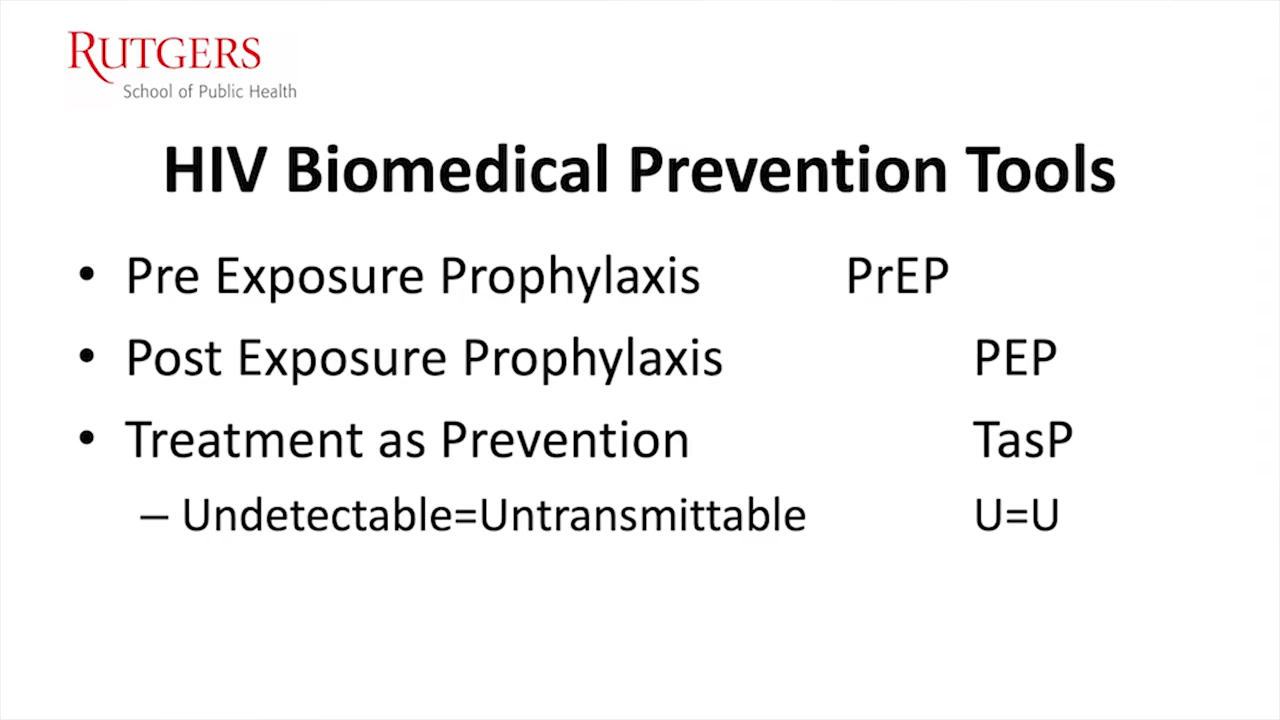 RUTGERS
School of Public Health
HIV Biomedical Prevention Tools
• Pre Exposure Prophylaxis PrEP
• Post Exposure Prophylaxis PEP
• Treatment as Prevention TasP
– Undetectable=Untransmittable U=U